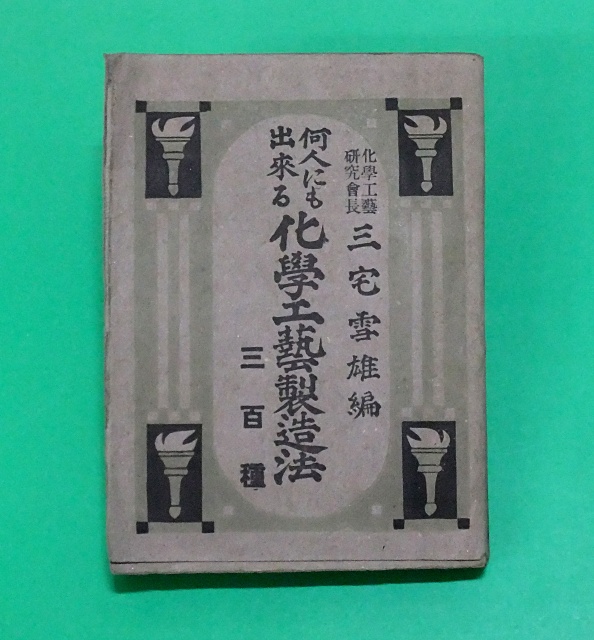 化學工藝
研究會長
三宅雪雄編
何人にも
出來る
化學工藝製造法
三百種